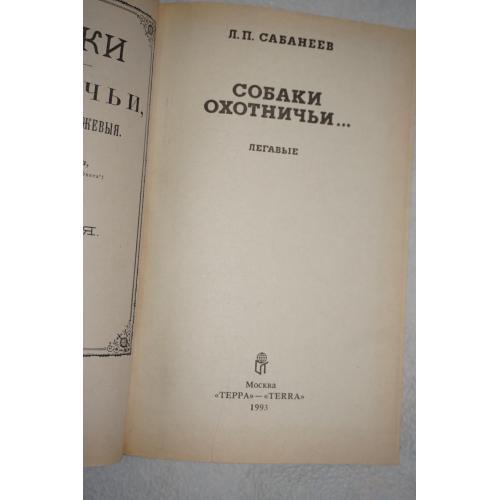 КИ
ЧЬИ,
ЖЕВЫЯ.
Я.
Л.П. САБАНЕЕВ
СОБАКИ
ОХОТНИЧЬИ...
ЛЕГАВЫЕ
Москва
«ТЕРРА»—«TERRA»
1993